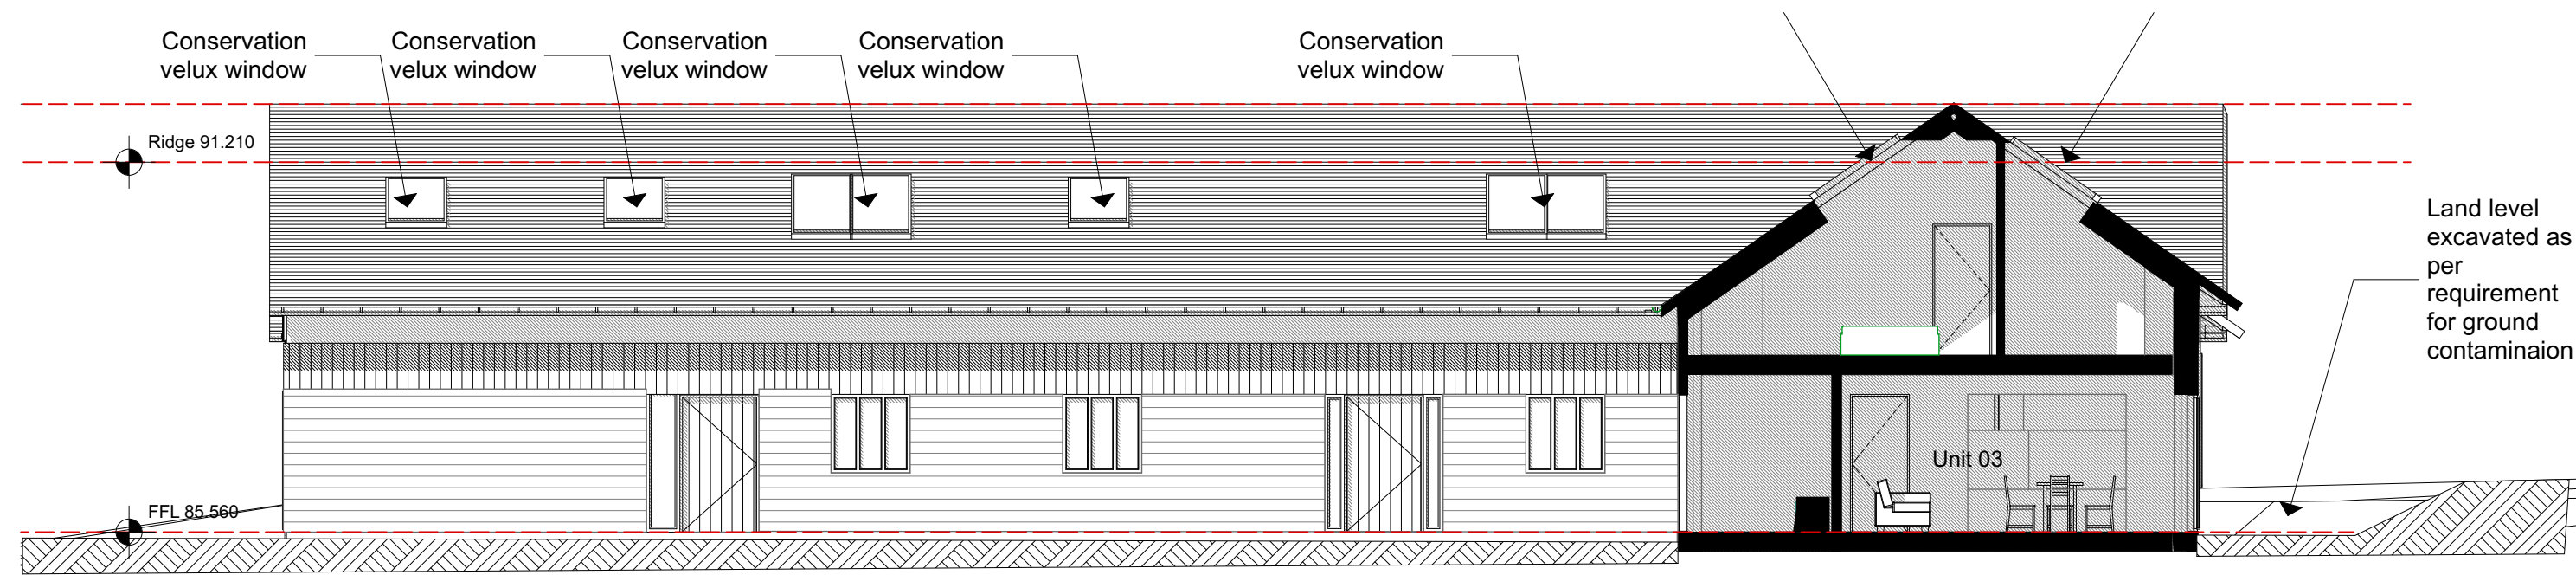 Conservation
velux window
Conservation
velux window
Conservation
velux window
Conservation
velux window
Conservation
velux window
Ridge 91.210
Land level
excavated as
per
requirement
for ground
contaminaion
Unit 03
FFL 85.560